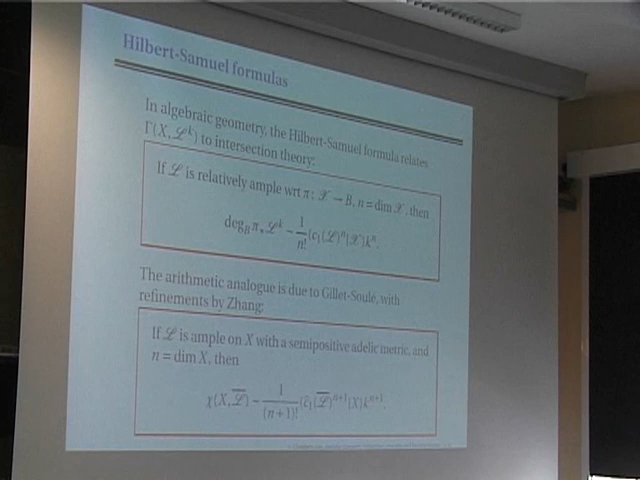 Hilbert-Samuel formulas
In algebraic geometry, the Hilbert-Samuel formula relates
Γ(X, ℒ^k) to intersection theory:
If ℒ is relatively ample wrt π: 𝒳 → B, n = dim 𝒳, then
deg_B π_* ℒ^k ~ 1/n! (c_1(ℒ)^n|𝒳) k^n.
The arithmetic analogue is due to Gillet-Soulé, with
refinements by Zhang:
If ℒ is ample on X with a semipositive adelic metric, and
n = dim X, then
χ(X, ℒ̅) ~ 1/(n+1)! (ĉ_1(ℒ̅)^{n+1}|X) k^{n+1}.